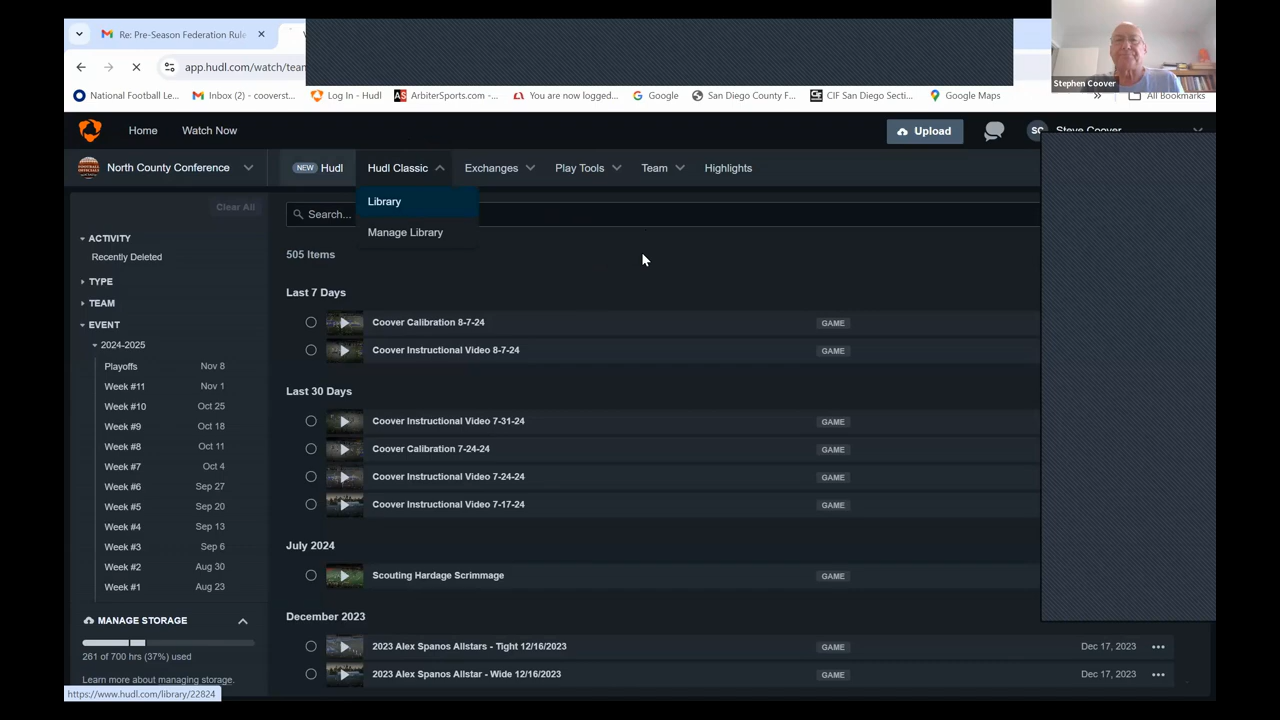 Re: Pre-Season Federation Rule
app.hudl.com/watch/tean
Stephen Coover
National Football Le...
Inbox (2) - cooverst...
Log In - Hudl
ArbiterSports.com -...
You are now logged...
Google
San Diego County F...
CIF San Diego Secti...
Google Maps
»
All Bookmarks
Home
Watch Now
Upload
SC
Steve Coover
North County Conference
NEW Hudl
Hudl Classic
Exchanges
Play Tools
Team
Highlights
Library
Manage Library
Clear All
Search...
505 Items
ACTIVITY
Recently Deleted
TYPE
TEAM
EVENT
2024-2025
Playoffs Nov 8
Week #11 Nov 1
Week #10 Oct 25
Week #9 Oct 18
Week #8 Oct 11
Week #7 Oct 4
Week #6 Sep 27
Week #5 Sep 20
Week #4 Sep 13
Week #3 Sep 6
Week #2 Aug 30
Week #1 Aug 23
MANAGE STORAGE
261 of 700 hrs (37%) used
Learn more about managing storage.
https://www.hudl.com/library/22824
Last 7 Days
Coover Calibration 8-7-24 GAME
Coover Instructional Video 8-7-24 GAME
Last 30 Days
Coover Instructional Video 7-31-24 GAME
Coover Calibration 7-24-24 GAME
Coover Instructional Video 7-24-24 GAME
Coover Instructional Video 7-17-24 GAME
July 2024
Scouting Hardage Scrimmage GAME
December 2023
2023 Alex Spanos Allstars - Tight 12/16/2023 GAME Dec 17, 2023
2023 Alex Spanos Allstar - Wide 12/16/2023 GAME Dec 17, 2023